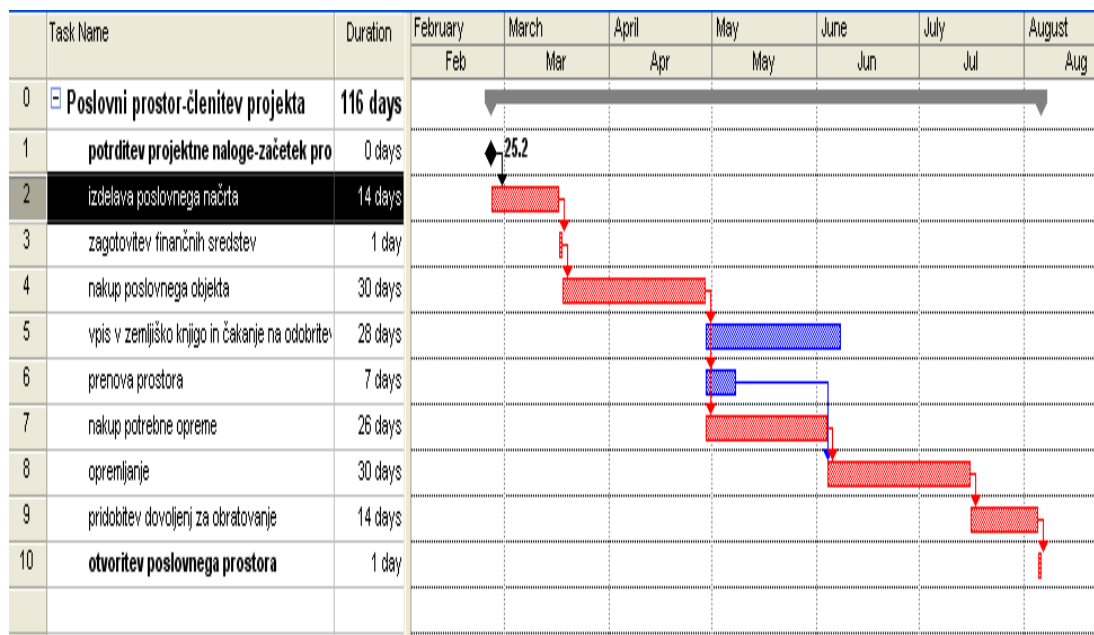 Task Name Duration February March April May June July August
Feb Mar Apr May Jun Jul Aug
0 Poslovni prostor-členitev projekta 116 days
1 potrditev projektne naloge-začetek pro 0 days 25.2
2 izdelava poslovnega načrta 14 days
3 zagotovitev finančnih sredstev 1 day
4 nakup poslovnega objekta 30 days
5 vpis v zemljiško knjigo in čakanje na odobritev 28 days
6 prenova prostora 7 days
7 nakup potrebne opreme 26 days
8 opremljanje 30 days
9 pridobitev dovoljenj za obratovanje 14 days
10 otvoritev poslovnega prostora 1 day